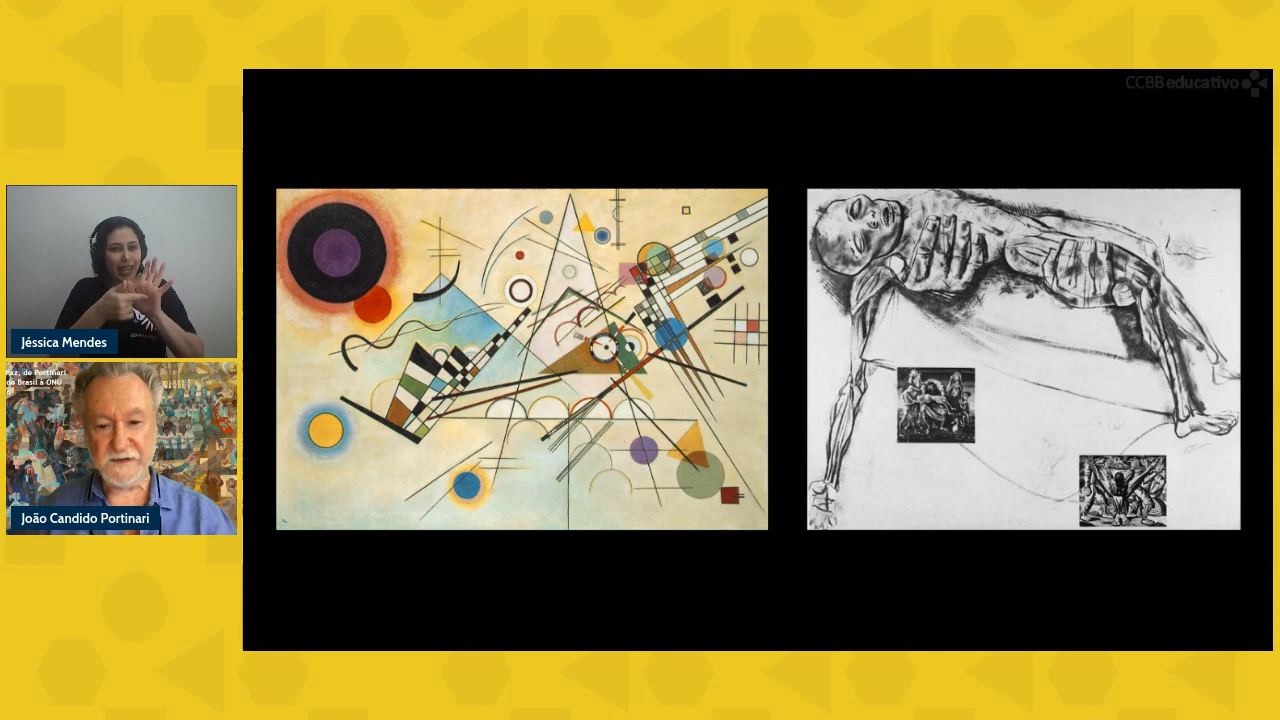 CCBB educativo
Jéssica Mendes
Paz, de Portinari
do Brasil à ONU
João Candido Portinari